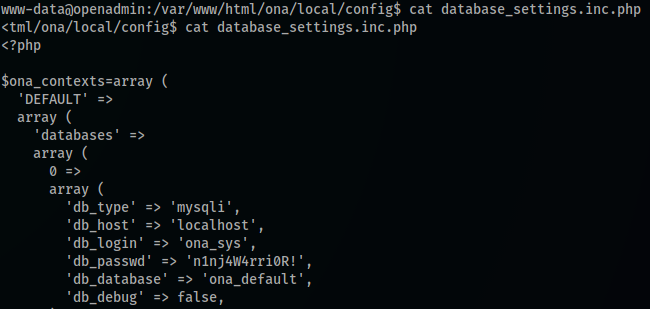 www-data@openadmin:/var/www/html/ona/local/config$ cat database_settings.inc.php
<tml/ona/local/config$ cat database_settings.inc.php
<?php
$ona_contexts=array (
'DEFAULT' =>
array (
'databases' =>
array (
0 =>
array (
'db_type' => 'mysqli',
'db_host' => 'localhost',
'db_login' => 'ona_sys',
'db_passwd' => 'n1nj4W4rri0R!',
'db_database' => 'ona_default',
'db_debug' => false,